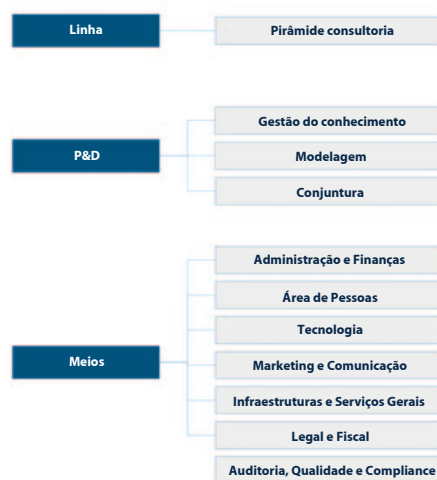 Linha
Pirâmide consultoria
P&D
Gestão do conhecimento
Modelagem
Conjuntura
Meios
Administração e Finanças
Área de Pessoas
Tecnologia
Marketing e Comunicação
Infraestruturas e Serviços Gerais
Legal e Fiscal
Auditoria, Qualidade e Compliance